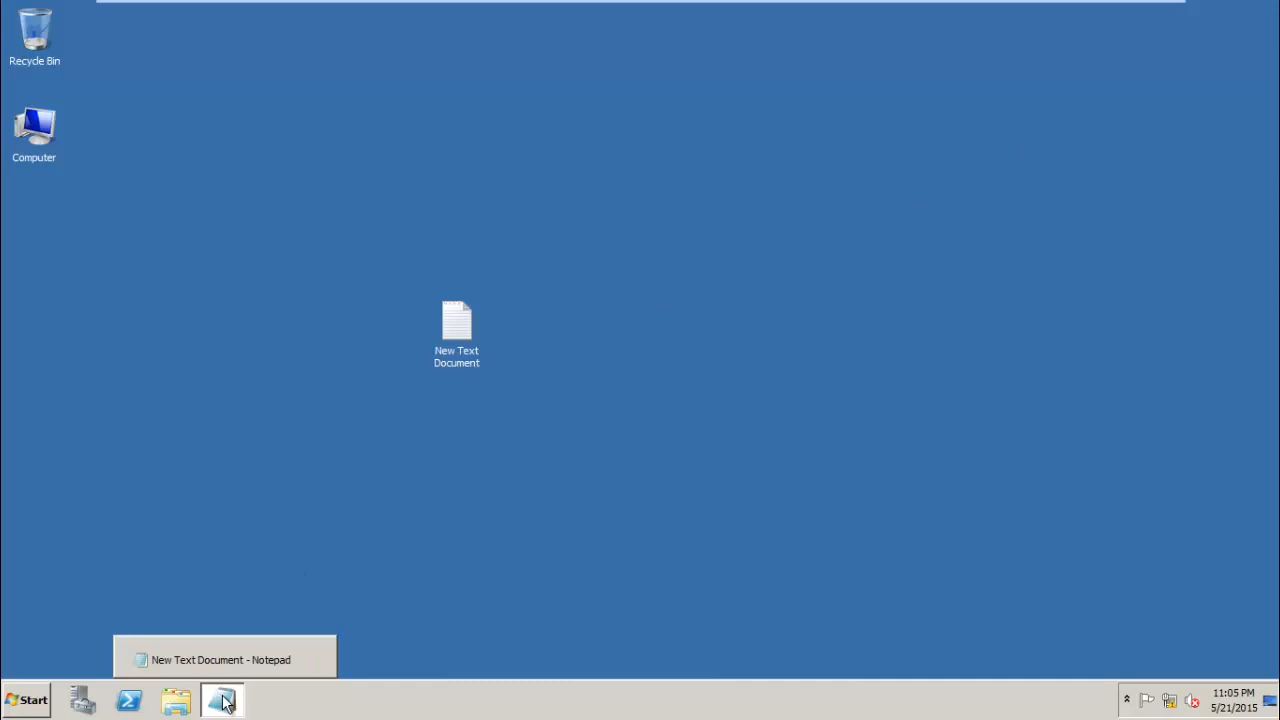 Recycle Bin
Computer
New Text
Document
New Text Document - Notepad
Start
11:05 PM
5/21/2015